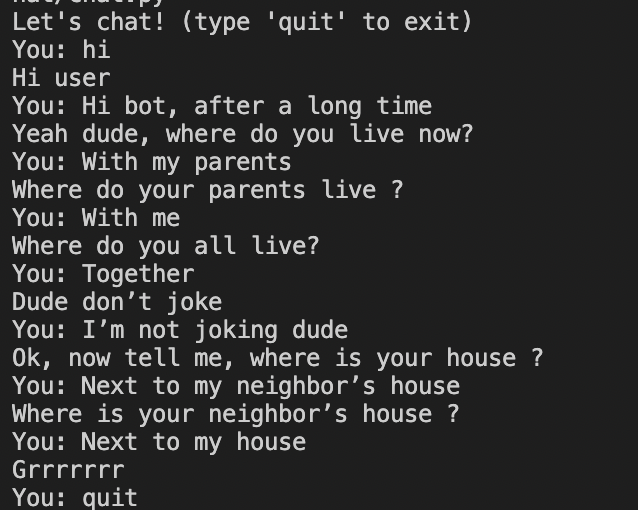 Let's chat! (type 'quit' to exit)
You: hi
Hi user
You: Hi bot, after a long time
Yeah dude, where do you live now?
You: With my parents
Where do your parents live ?
You: With me
Where do you all live?
You: Together
Dude don’t joke
You: I’m not joking dude
Ok, now tell me, where is your house ?
You: Next to my neighbor’s house
Where is your neighbor’s house ?
You: Next to my house
Grrrrrrr
You: quit